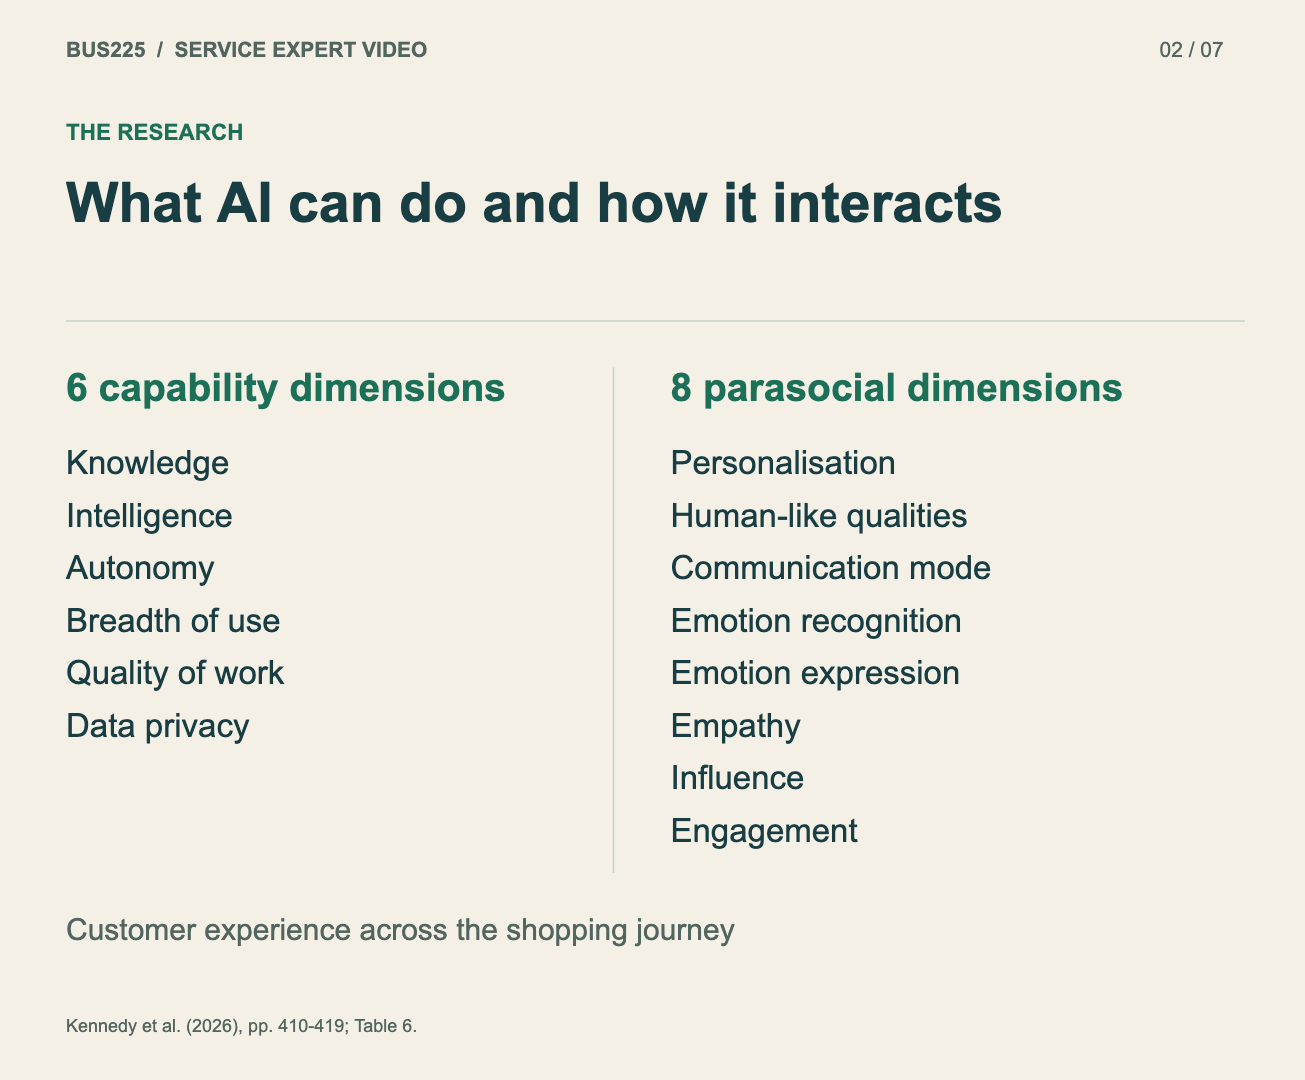 BUS225 / SERVICE EXPERT VIDEO
02 / 07
THE RESEARCH
What AI can do and how it interacts
6 capability dimensions
Knowledge
Intelligence
Autonomy
Breadth of use
Quality of work
Data privacy
8 parasocial dimensions
Personalisation
Human-like qualities
Communication mode
Emotion recognition
Emotion expression
Empathy
Influence
Engagement
Customer experience across the shopping journey
Kennedy et al. (2026), pp. 410-419; Table 6.